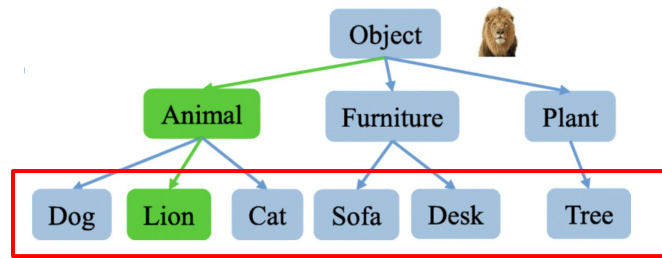 Object
Animal Furniture Plant
Dog Lion Cat Sofa Desk Tree